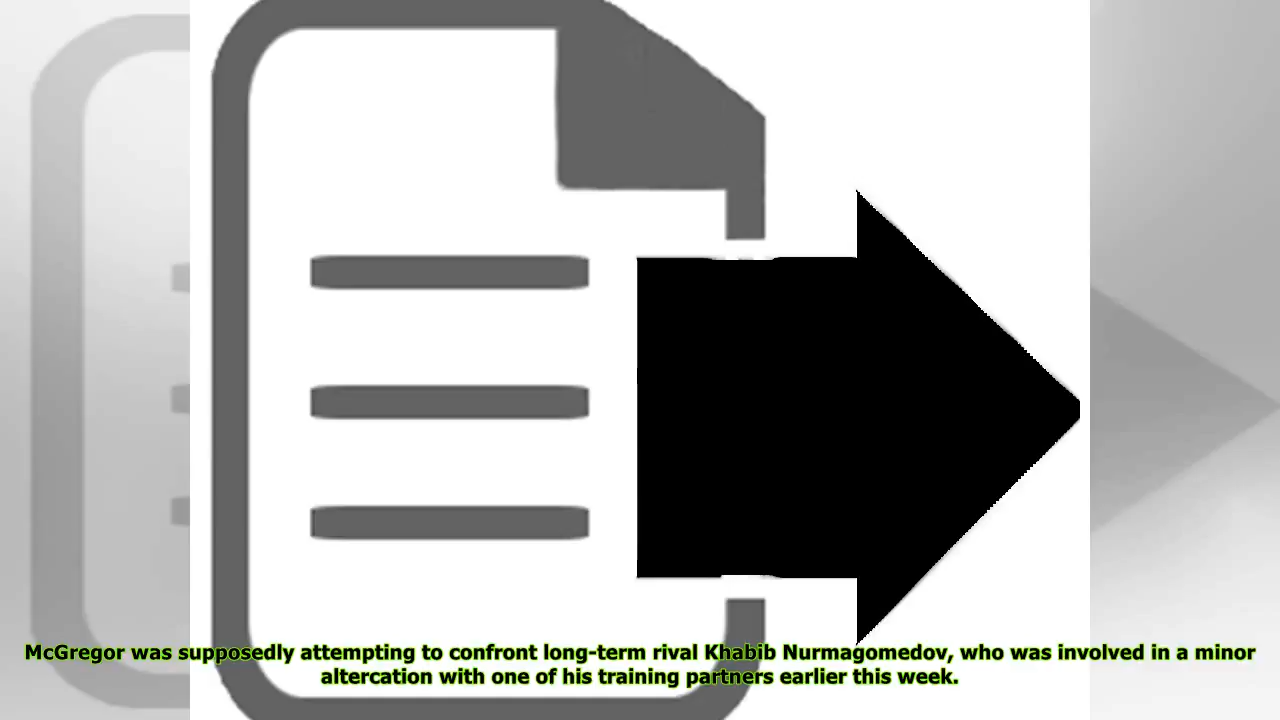 McGregor was supposedly attempting to confront long-term rival Khabib Nurmagomedov, who was involved in a minor
altercation with one of his training partners earlier this week.